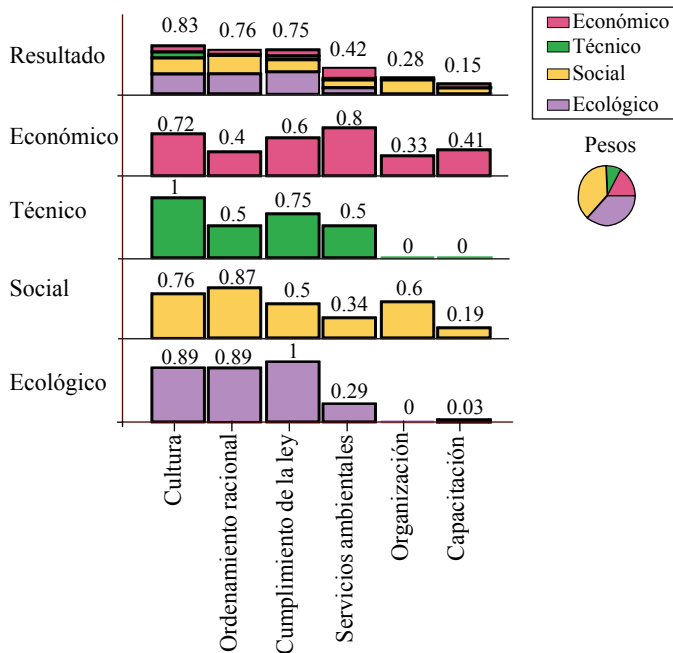 0.83
0.76
0.75
0.42
0.28
0.15
Resultado
Económico
Técnico
Social
Ecológico
Pesos
0.72
0.4
0.6
0.8
0.33
0.41
Económico
1
0.5
0.75
0.5
0
0
Técnico
0.76
0.87
0.5
0.34
0.6
0.19
Social
0.89
0.89
1
0.29
0
0.03
Ecológico
Cultura
Ordenamiento racional
Cumplimiento de la ley
Servicios ambientales
Organización
Capacitación